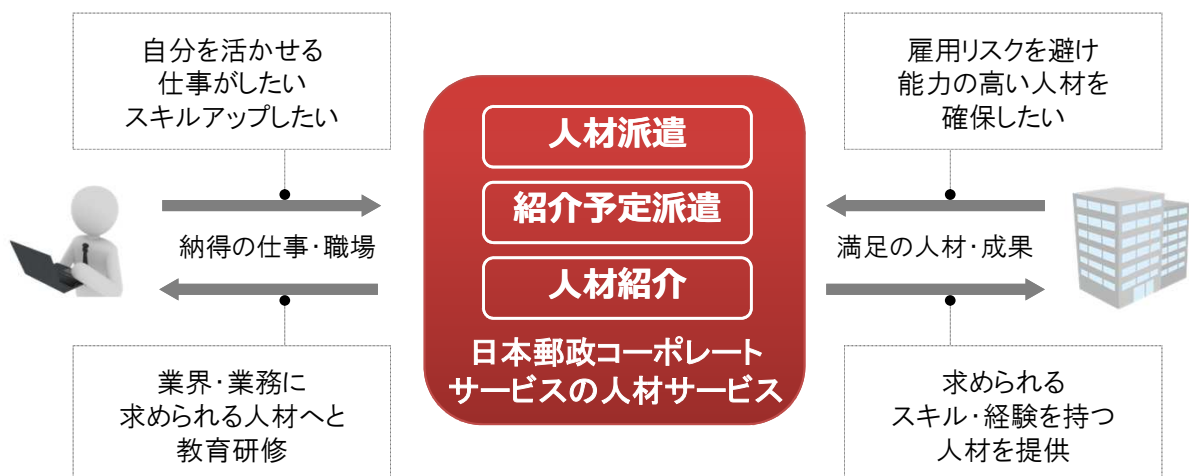 自分を活かせる
仕事がしたい
スキルアップしたい
納得の仕事・職場
業界・業務に
求められる人材へと
教育研修
人材派遣
紹介予定派遣
人材紹介
日本郵政コーポレート
サービスの人材サービス
雇用リスクを避け
能力の高い人材を
確保したい
満足の人材・成果
求められる
スキル・経験を持つ
人材を提供